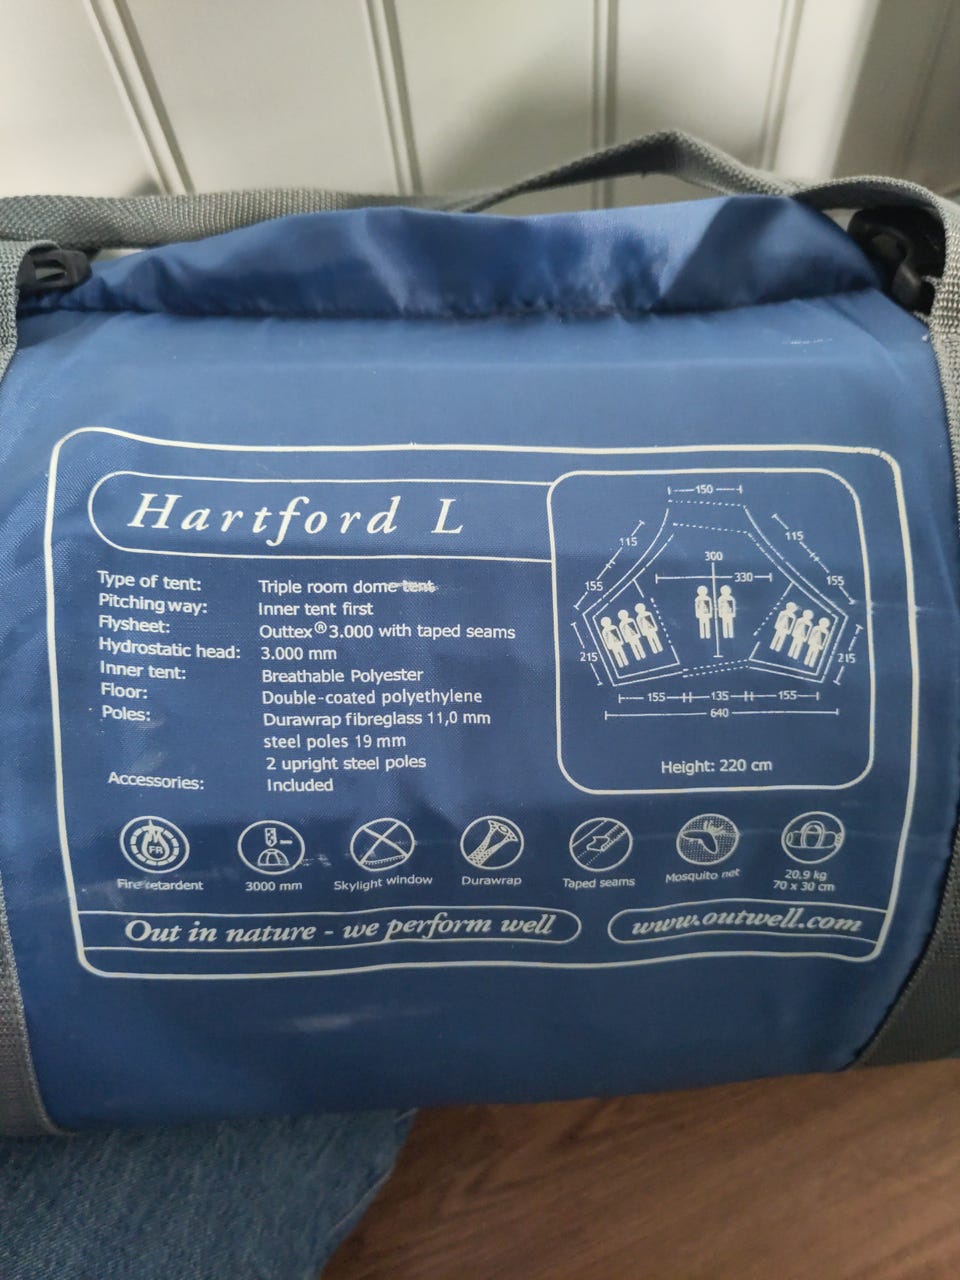 Hartford L
Type of tent: Triple room dome tent
Pitching way: Inner tent first
Flysheet: Outtex® 3.000 with taped seams
Hydrostatic head: 3.000 mm
Inner tent: Breathable Polyester
Floor: Double-coated polyethylene
Poles: Durawrap fibreglass 11,0 mm
steel poles 19 mm
2 upright steel poles
Accessories: Included
150
115 115
300
330
155 155
215 215
155 135 155
640
Height: 220 cm
FR
Fire retardent
3000 mm
Skylight window
Durawrap
Taped seams
Mosquito net
20,9 kg
70 x 30 cm
Out in nature - we perform well
www.outwell.com